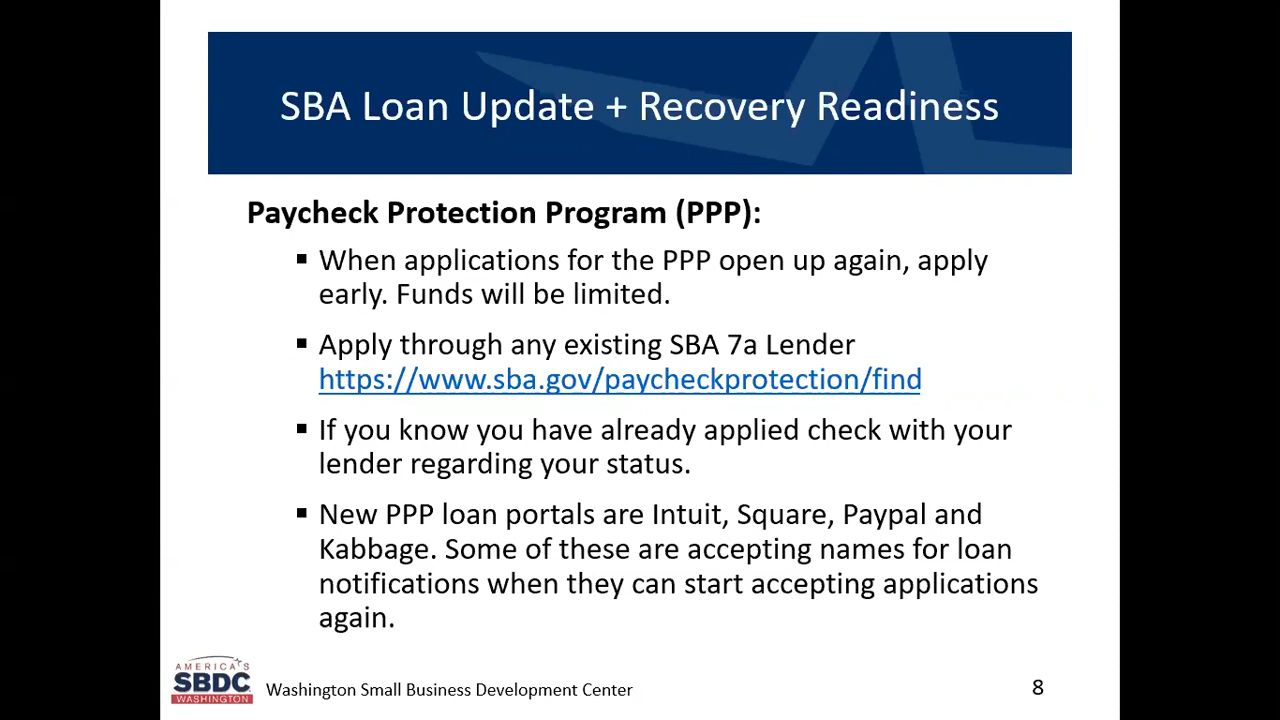 SBA Loan Update + Recovery Readiness
Paycheck Protection Program (PPP):
▪ When applications for the PPP open up again, apply
early. Funds will be limited.
▪ Apply through any existing SBA 7a Lender
https://www.sba.gov/paycheckprotection/find
▪ If you know you have already applied check with your
lender regarding your status.
▪ New PPP loan portals are Intuit, Square, Paypal and
Kabbage. Some of these are accepting names for loan
notifications when they can start accepting applications
again.
AMERICA'S
SBDC
WASHINGTON
Washington Small Business Development Center
8